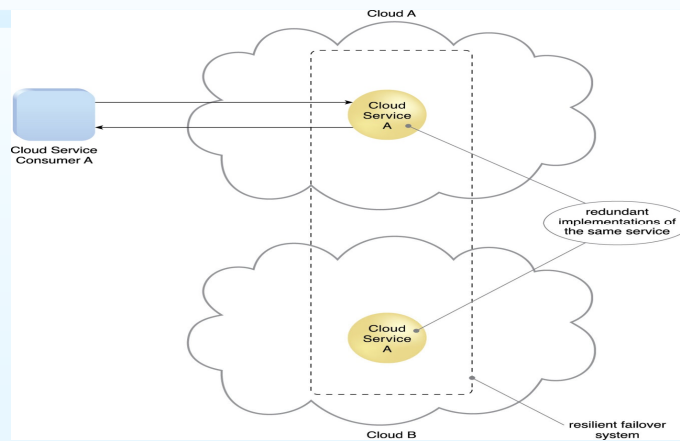 Cloud A
Cloud
Service
A
Cloud Service
Consumer A
redundant
implementations of
the same service
Cloud
Service
A
resilient failover
system
Cloud B